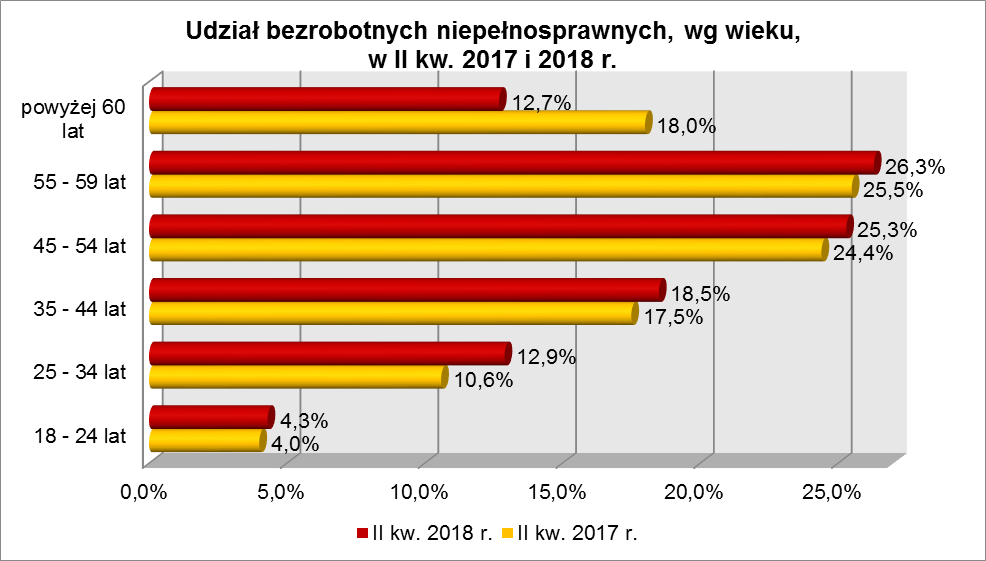 Udział bezrobotnych niepełnosprawnych, wg wieku,
w II kw. 2017 i 2018 r.
powyżej 60
lat
12,7%
18,0%
55 - 59 lat
26,3%
25,5%
45 - 54 lat
25,3%
24,4%
35 - 44 lat
18,5%
17,5%
25 - 34 lat
12,9%
10,6%
18 - 24 lat
4,3%
4,0%
0,0% 5,0% 10,0% 15,0% 20,0% 25,0%
II kw. 2018 r. II kw. 2017 r.